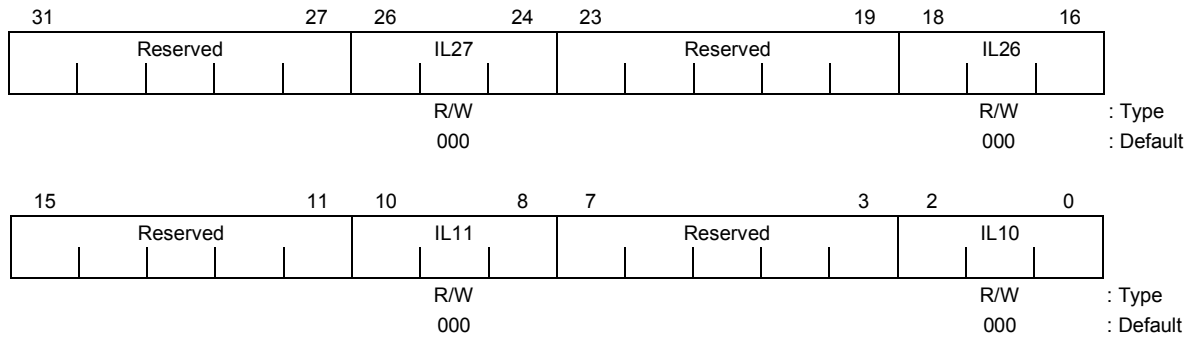 31 27 26 24 23 19 18 16
Reserved IL27 Reserved IL26
R/W R/W : Type
000 000 : Default
15 11 10 8 7 3 2 0
Reserved IL11 Reserved IL10
R/W R/W : Type
000 000 : Default